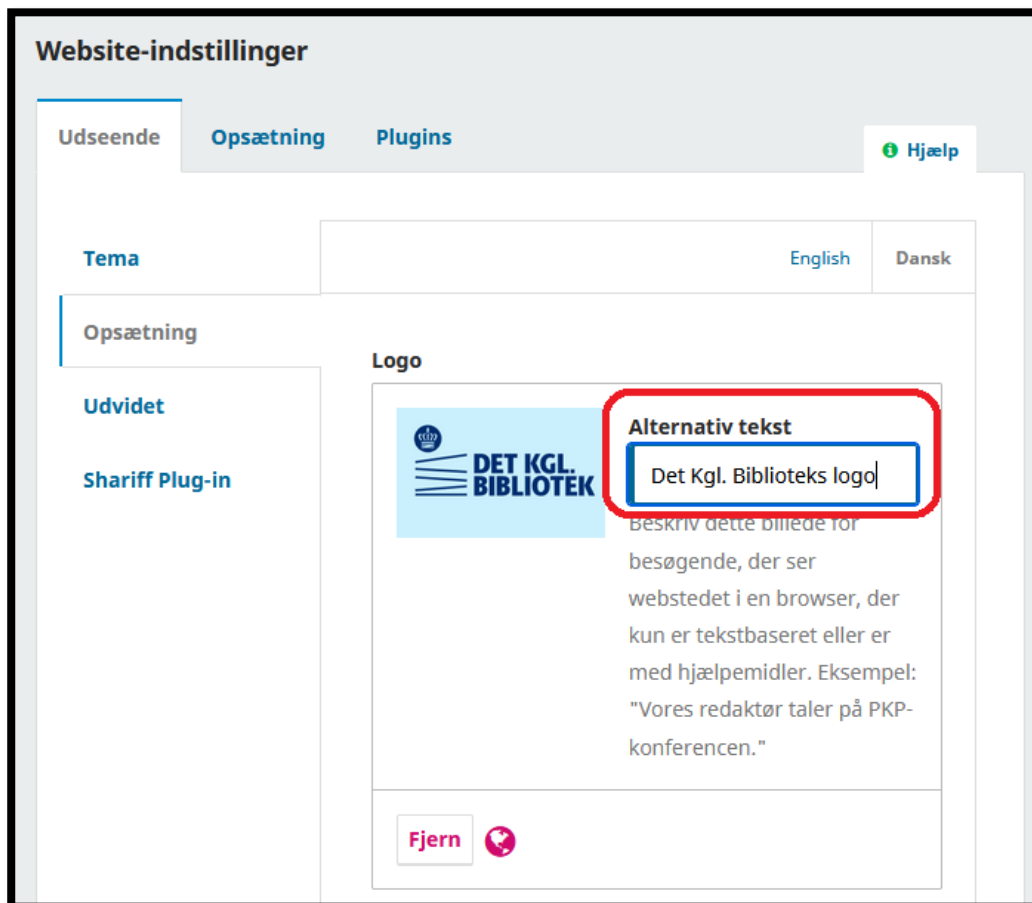 Website-indstillinger
Udseende
Opsætning
Plugins
Hjælp
Tema
English
Dansk
Opsætning
Logo
Udvidet
Alternativ tekst
DET KGL.
BIBLIOTEK
Det Kgl. Biblioteks logo
Shariff Plug-in
Beskriv dette billede for
besøgende, der ser
webstedet i en browser, der
kun er tekstbaseret eller er
med hjælpemidler. Eksempel:
"Vores redaktør taler på PKP-
konferencen."
Fjern